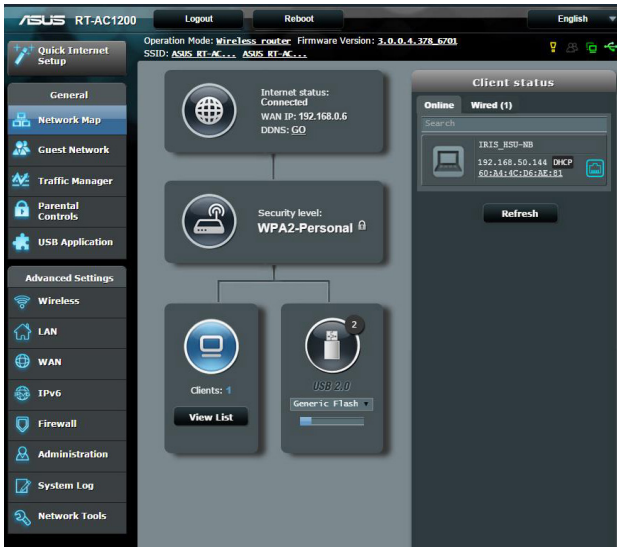 ASUS RT-AC1200
Logout
Reboot
English
Quick Internet
Setup
Operation Mode: Wireless router Firmware Version: 3.0.0.4.378_6701
SSID: ASUS RT-AC... ASUS RT-AC...
General
Network Map
Guest Network
Traffic Manager
Parental
Controls
USB Application
Advanced Settings
Wireless
LAN
WAN
IPv6
Firewall
Administration
System Log
Network Tools
Internet status:
Connected
WAN IP: 192.168.0.6
DDNS: GO
Security level:
WPA2-Personal
Clients: 1
View List
2
USB 2.0
Generic Flash
Client status
Online Wired (1)
Search
IRIS_HSU-NB
192.168.50.144 DHCP
60:A4:4C:D6:AE:81
Refresh